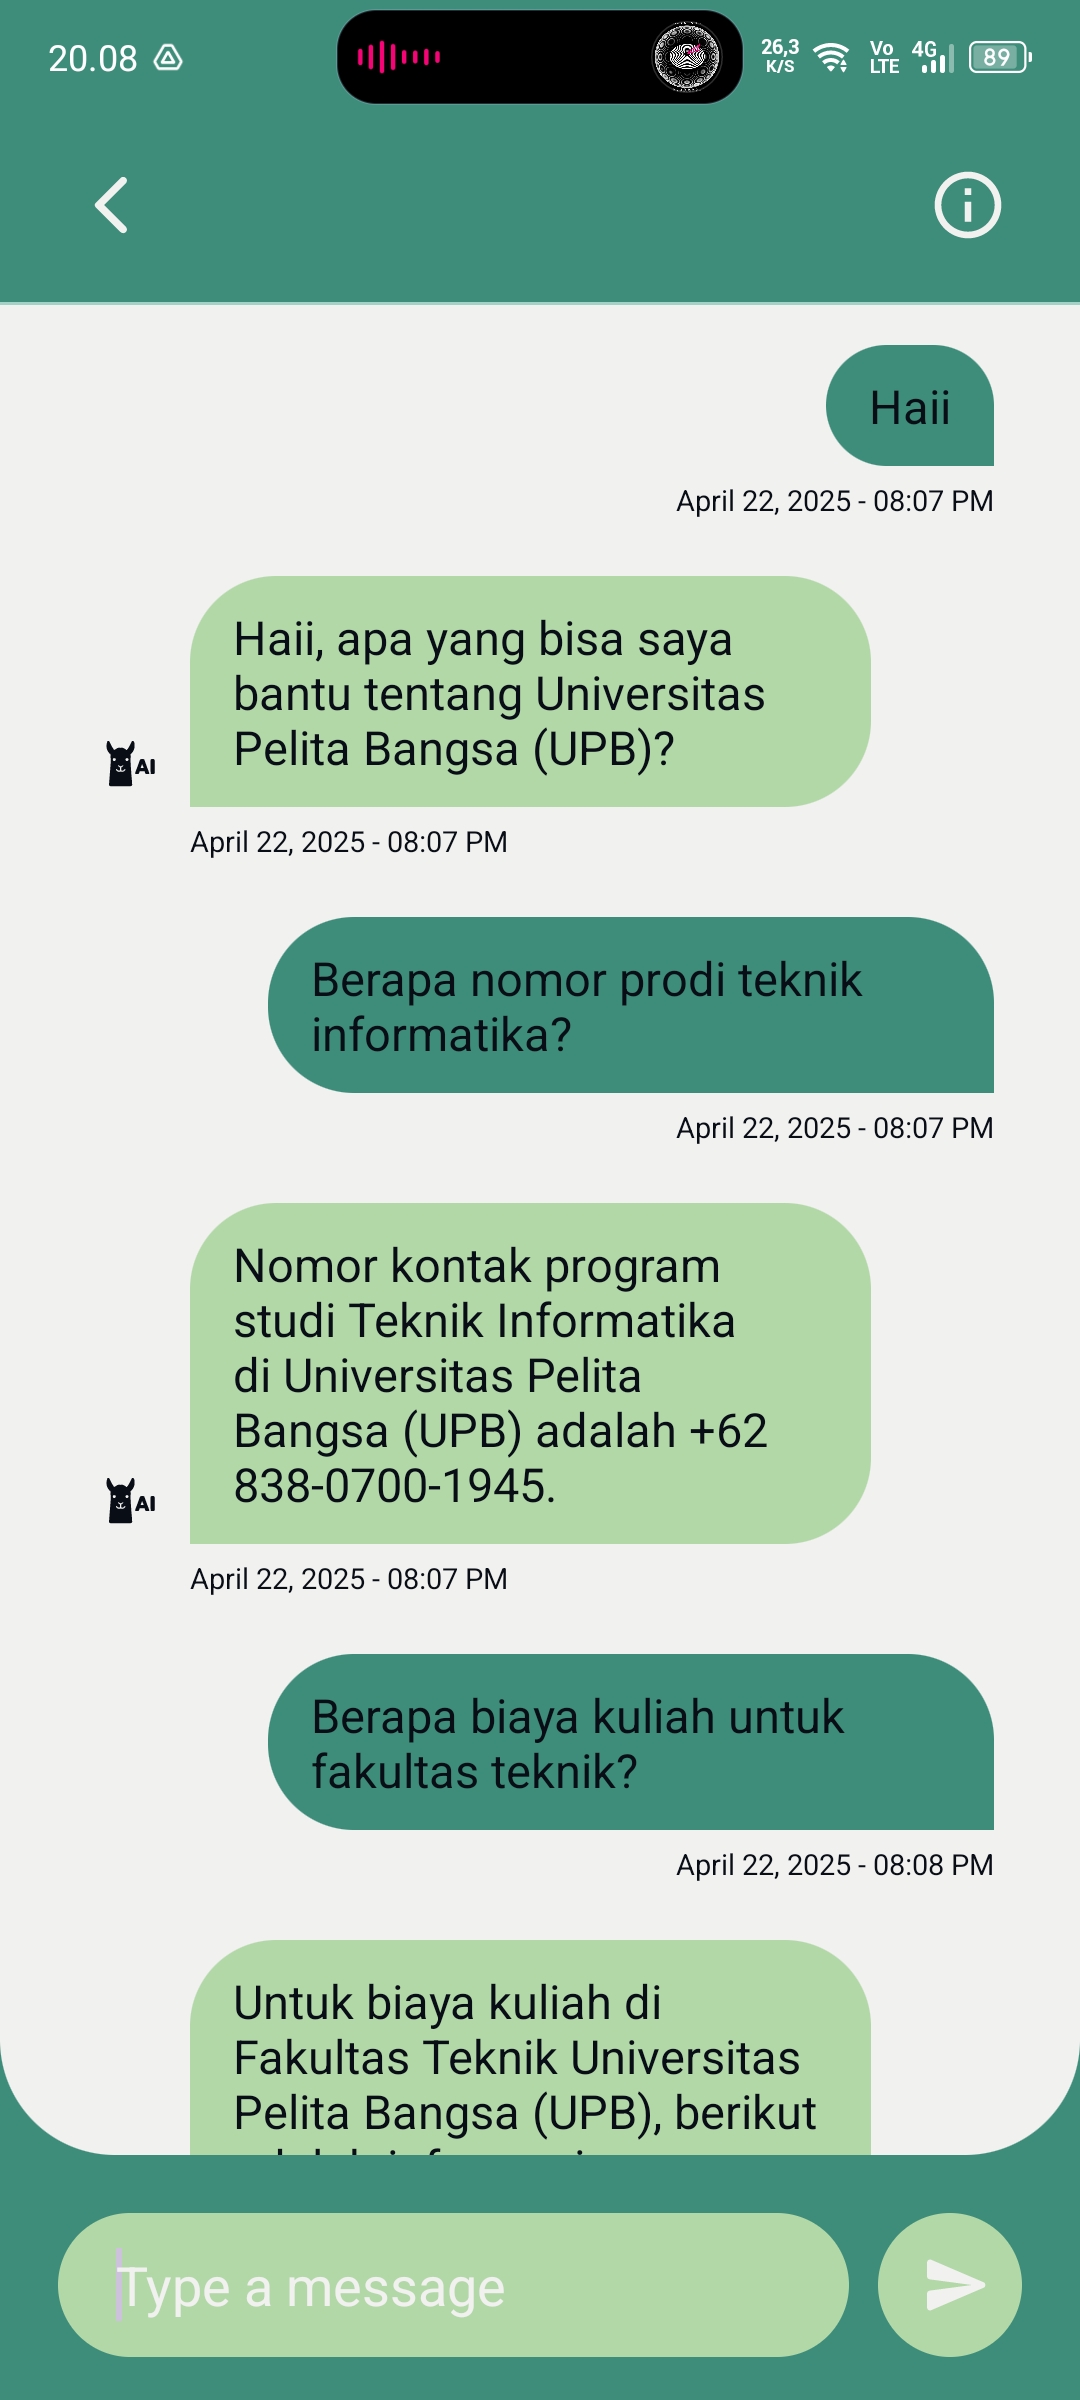 20.08
26,3
K/S
Vo
LTE
4G
89
Haii
April 22, 2025 - 08:07 PM
Haii, apa yang bisa saya
bantu tentang Universitas
Pelita Bangsa (UPB)?
AI
April 22, 2025 - 08:07 PM
Berapa nomor prodi teknik
informatika?
April 22, 2025 - 08:07 PM
Nomor kontak program
studi Teknik Informatika
di Universitas Pelita
Bangsa (UPB) adalah +62
838-0700-1945.
AI
April 22, 2025 - 08:07 PM
Berapa biaya kuliah untuk
fakultas teknik?
April 22, 2025 - 08:08 PM
Untuk biaya kuliah di
Fakultas Teknik Universitas
Pelita Bangsa (UPB), berikut
Type a message